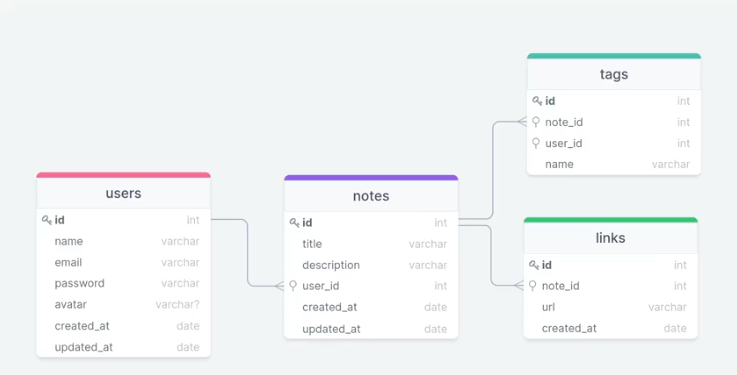 users
id int
name varchar
email varchar
password varchar
avatar varchar?
created_at date
updated_at date
notes
id int
title varchar
description varchar
user_id int
created_at date
updated_at date
tags
id int
note_id int
user_id int
name varchar
links
id int
note_id int
url varchar
created_at date